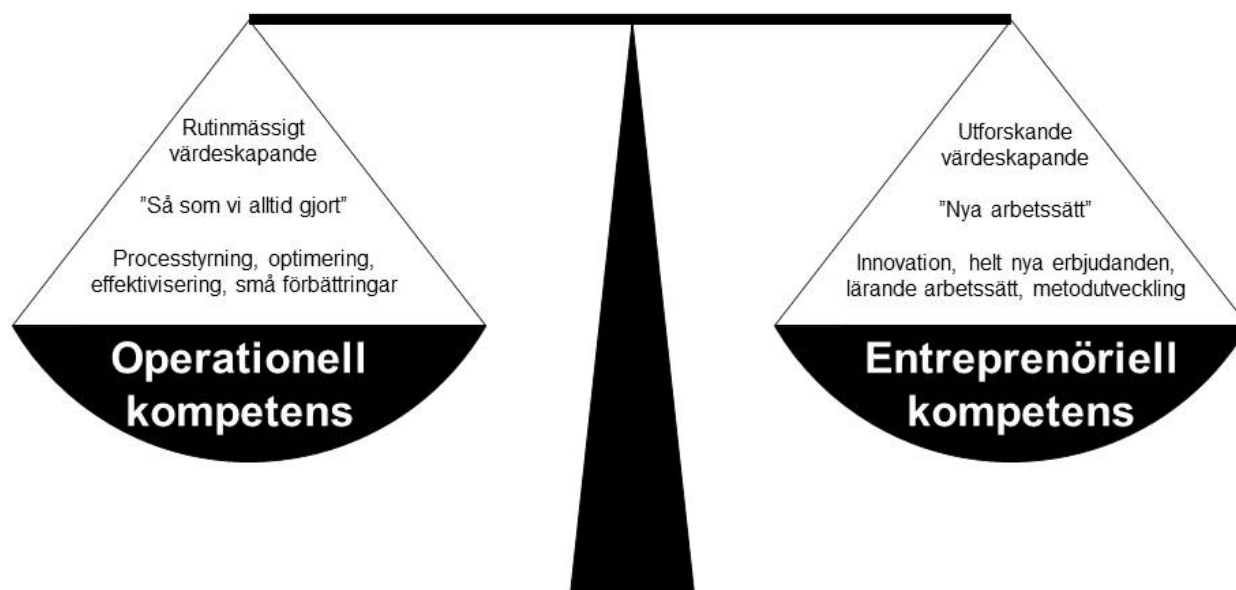 Rutinmässigt
värdeskapande
”Så som vi alltid gjort”
Processtyrning, optimering,
effektivisering, små förbättringar
Operationell
kompetens
Utforskande
värdeskapande
”Nya arbetssätt”
Innovation, helt nya erbjudanden,
lärande arbetssätt, metodutveckling
Entreprenöriell
kompetens